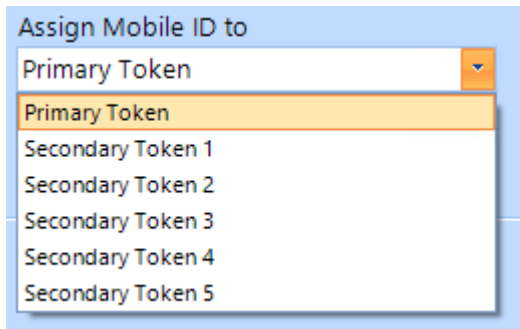 Assign Mobile ID to
Primary Token
Primary Token
Secondary Token 1
Secondary Token 2
Secondary Token 3
Secondary Token 4
Secondary Token 5